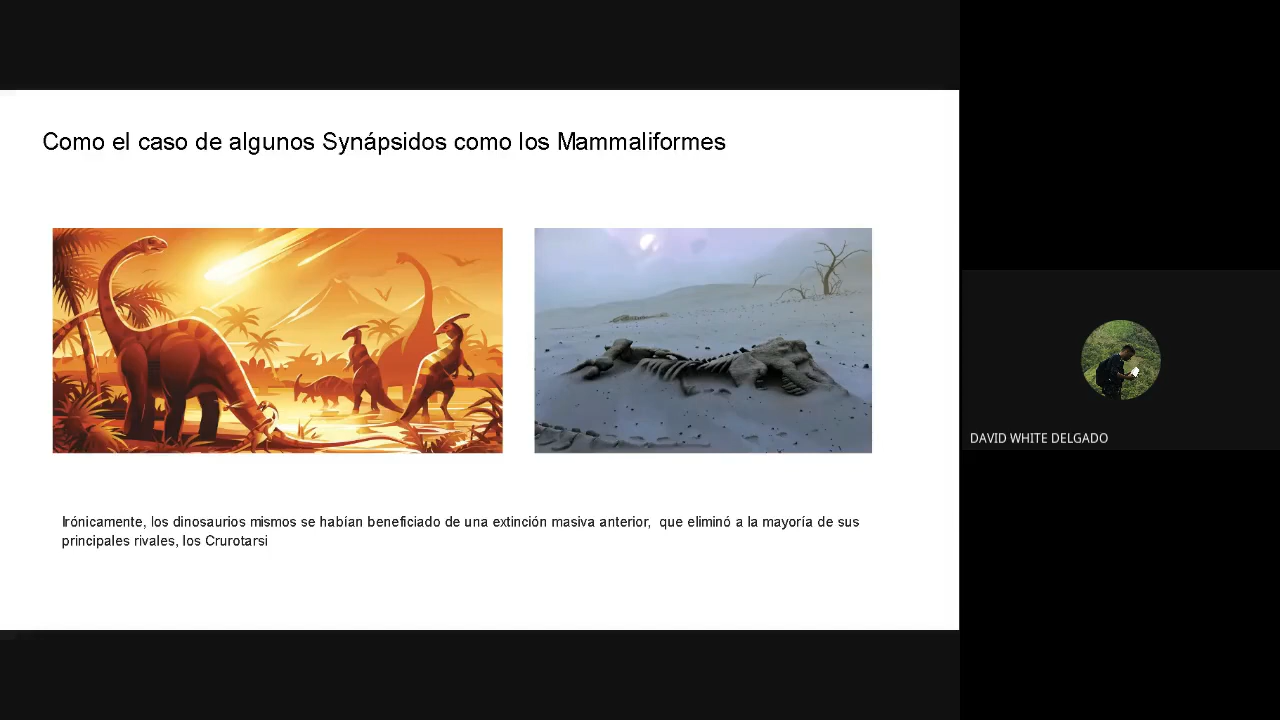 Como el caso de algunos Synápsidos como los Mammaliformes
Irónicamente, los dinosaurios mismos se habían beneficiado de una extinción masiva anterior, que eliminó a la mayoría de sus
principales rivales, los Crurotarsi
DAVID WHITE DELGADO